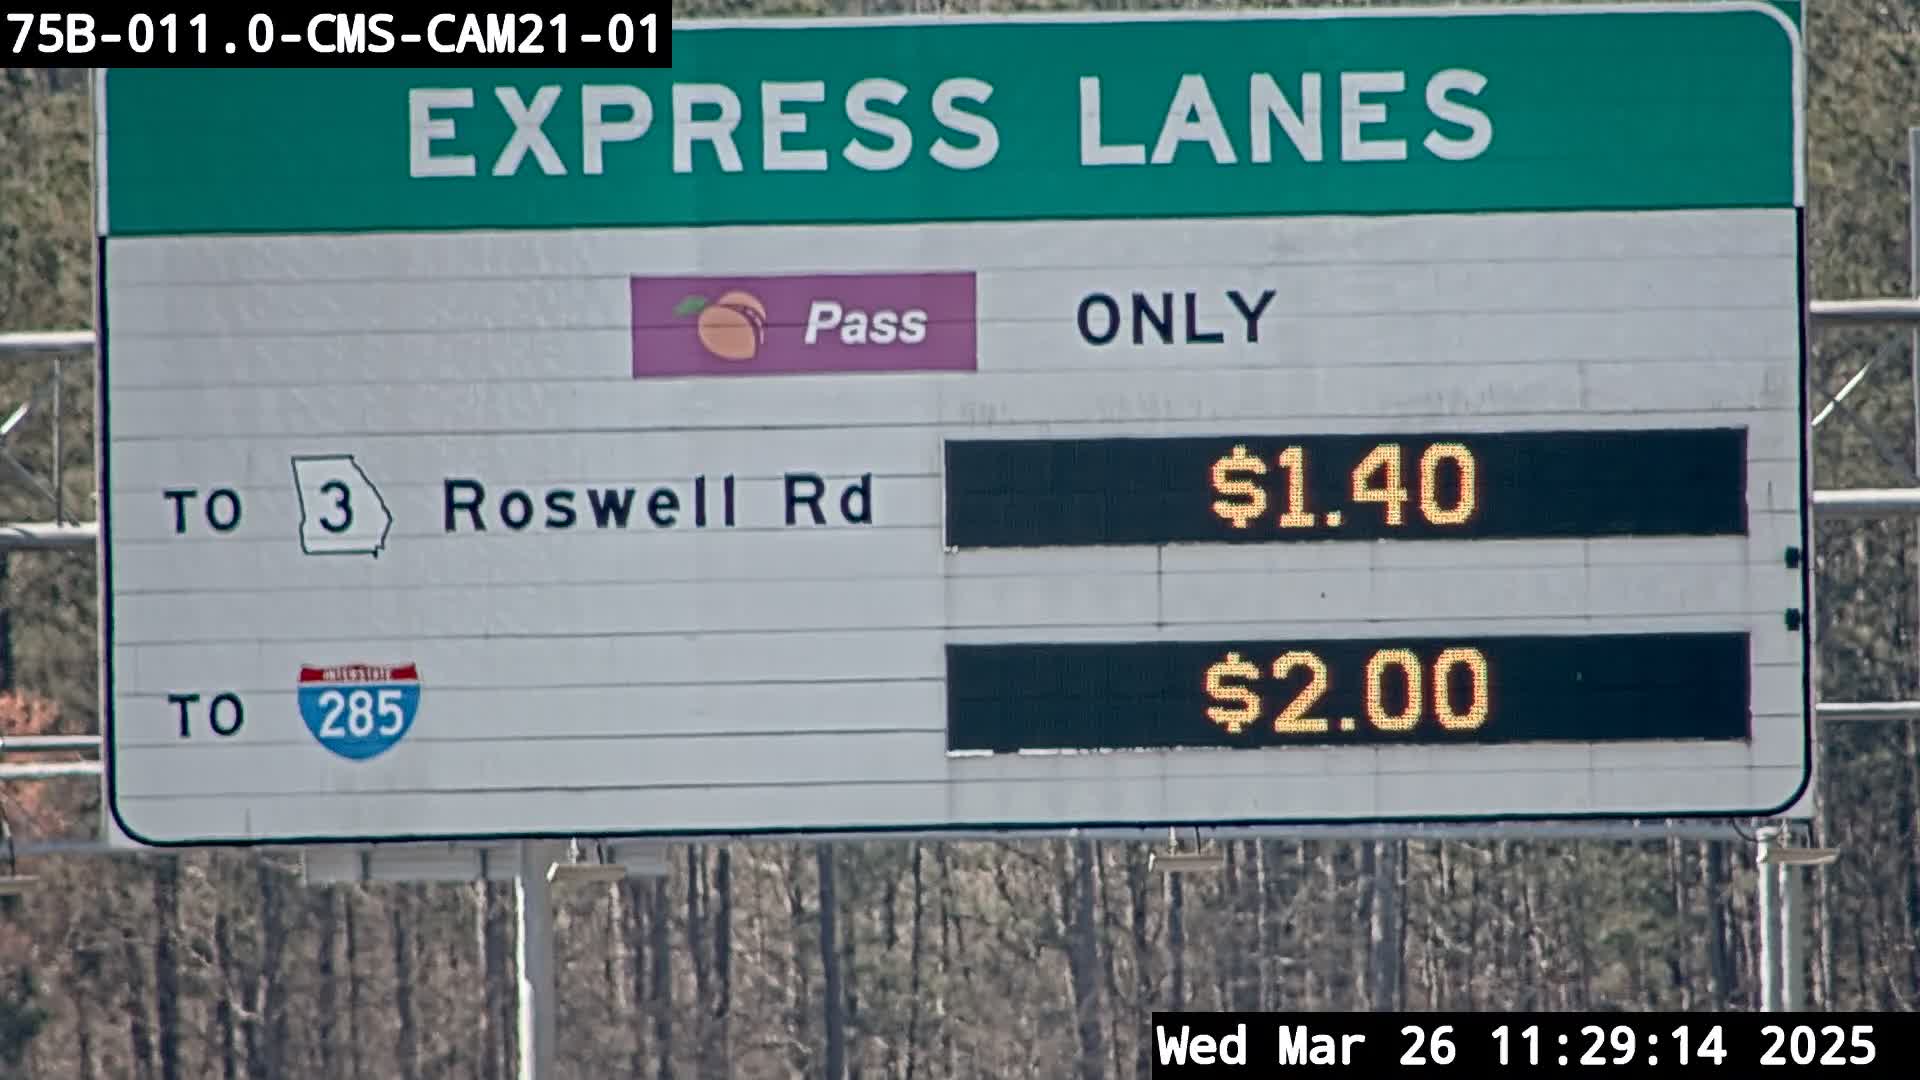 75B-011.0-CMS-CAM21-01
EXPRESS LANES
Pass ONLY
TO 3 Roswell Rd $1.40
INTERSTATE
TO 285 $2.00
Wed Mar 26 11:29:14 2025